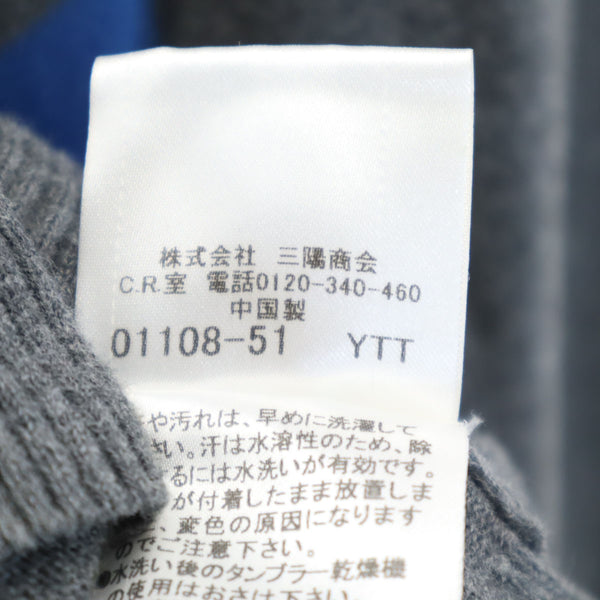 株式会社 三陽商会
C.R.室 電話0120-340-460
中国製
01108-51 YTT
や汚れは、早めに洗濯して
さい。汗は水溶性のため、除
るには水洗いが有効です。
が付着したまま放置しま
、変色の原因になります
のでご注意下さい。
●水洗い後のタンブラー乾燥機
の使用はおさけ下さい